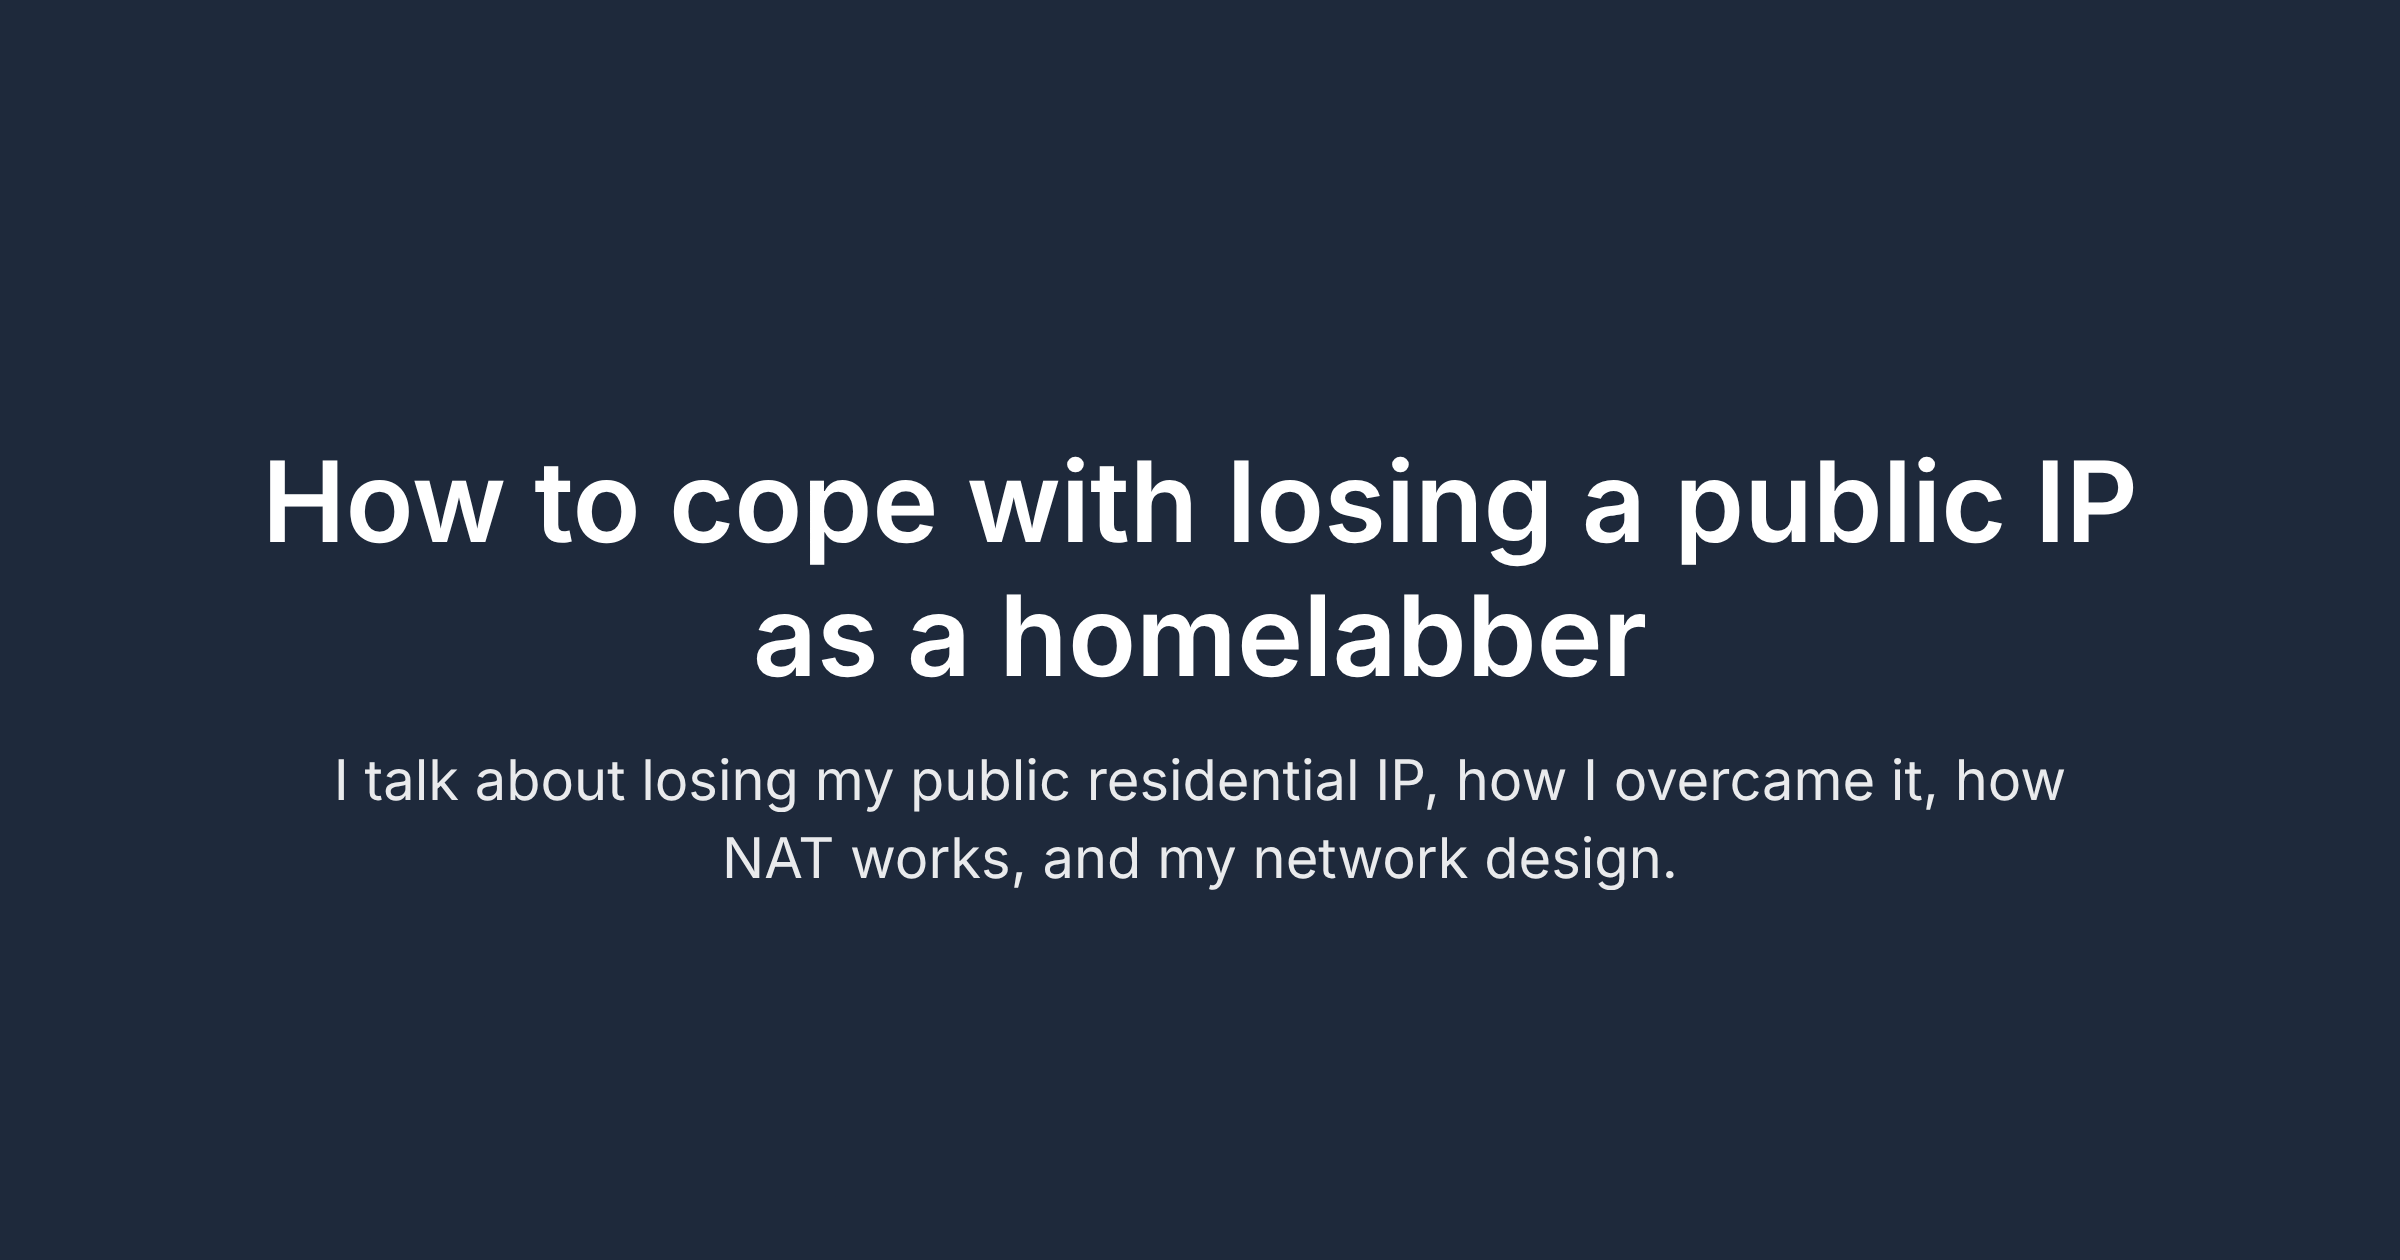 How to cope with losing a public IP
as a homelabber
I talk about losing my public residential IP, how I overcame it, how
NAT works, and my network design.